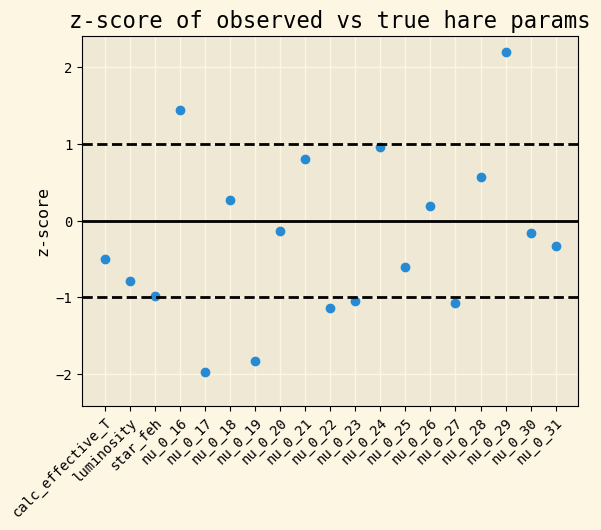 z-score of observed vs true hare params
z-score
2
1
0
−1
−2
calc_effective_T
luminosity
star_feh
nu_0_16
nu_0_17
nu_0_18
nu_0_19
nu_0_20
nu_0_21
nu_0_22
nu_0_23
nu_0_24
nu_0_25
nu_0_26
nu_0_27
nu_0_28
nu_0_29
nu_0_30
nu_0_31